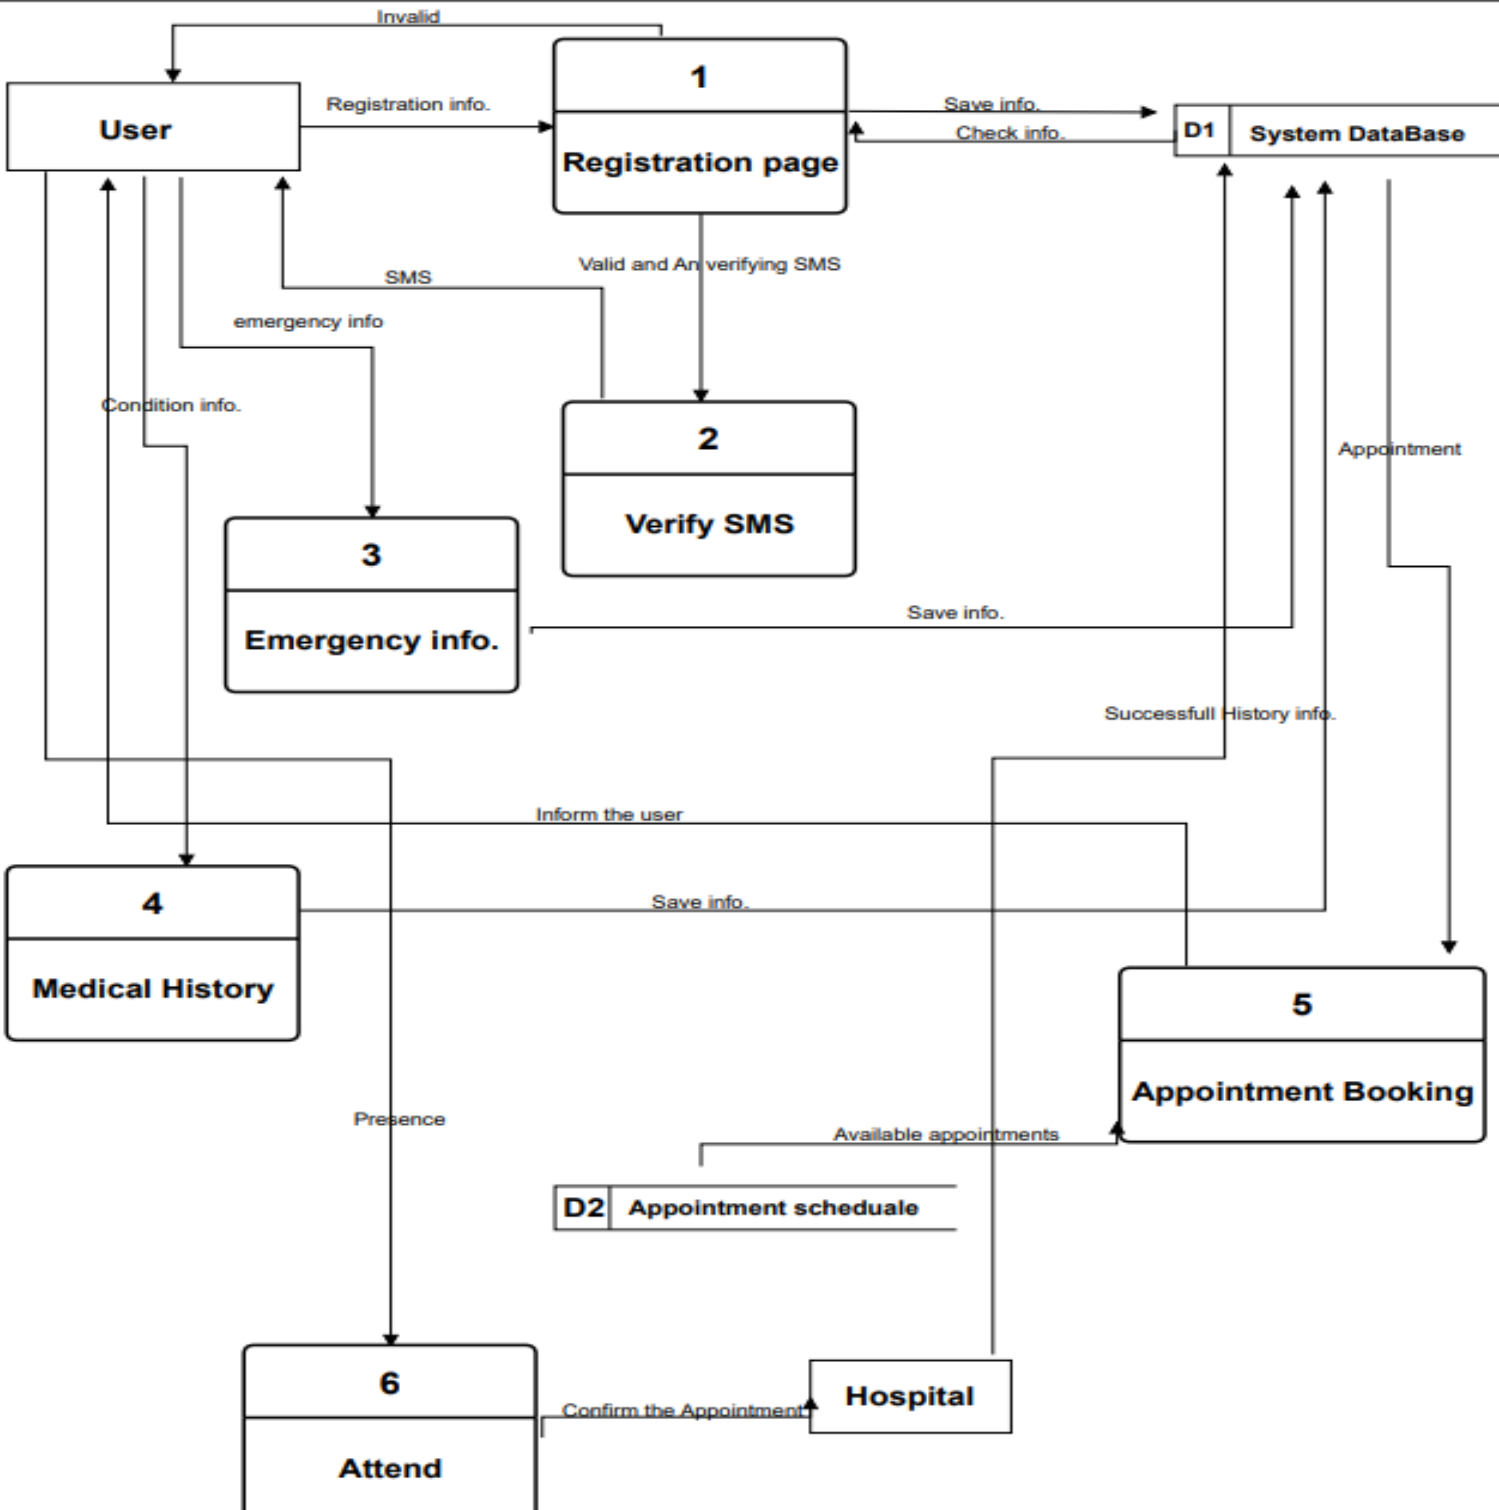 Invalid
1
Registration page
User
Registration info.
Save info.
Check info.
D1 System DataBase
Valid and An verifying SMS
SMS
emergency info
Condition info.
2
Verify SMS
Appointment
3
Emergency info.
Save info.
Successfull History info.
Inform the user
4
Medical History
Save info.
5
Appointment Booking
Presence
Available appointments
D2 Appointment scheduale
6
Attend
Confirm the Appointment
Hospital